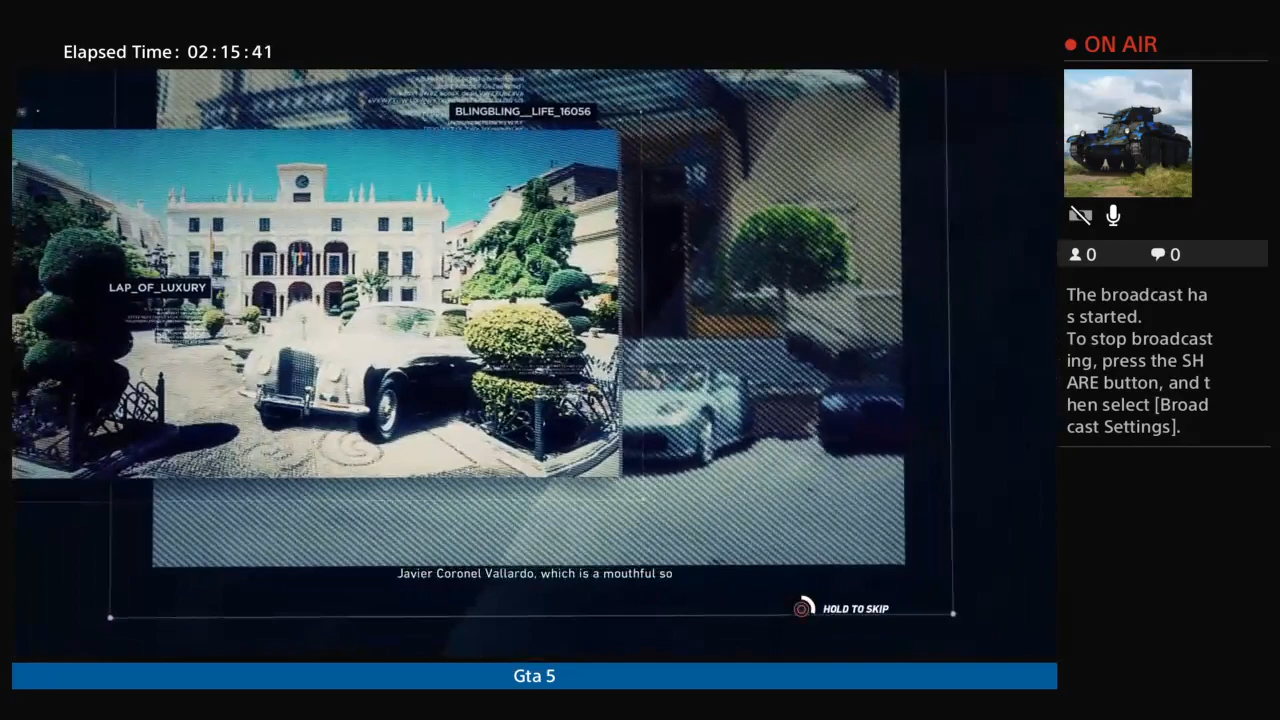 Elapsed Time: 02:15:41
ON AIR
BLINGBLING__LIFE_16056
LAP_OF_LUXURY
0
0
The broadcast ha
s started.
To stop broadcast
ing, press the SH
ARE button, and t
hen select [Broad
cast Settings].
Javier Coronel Vallardo, which is a mouthful so
HOLD TO SKIP
Gta 5